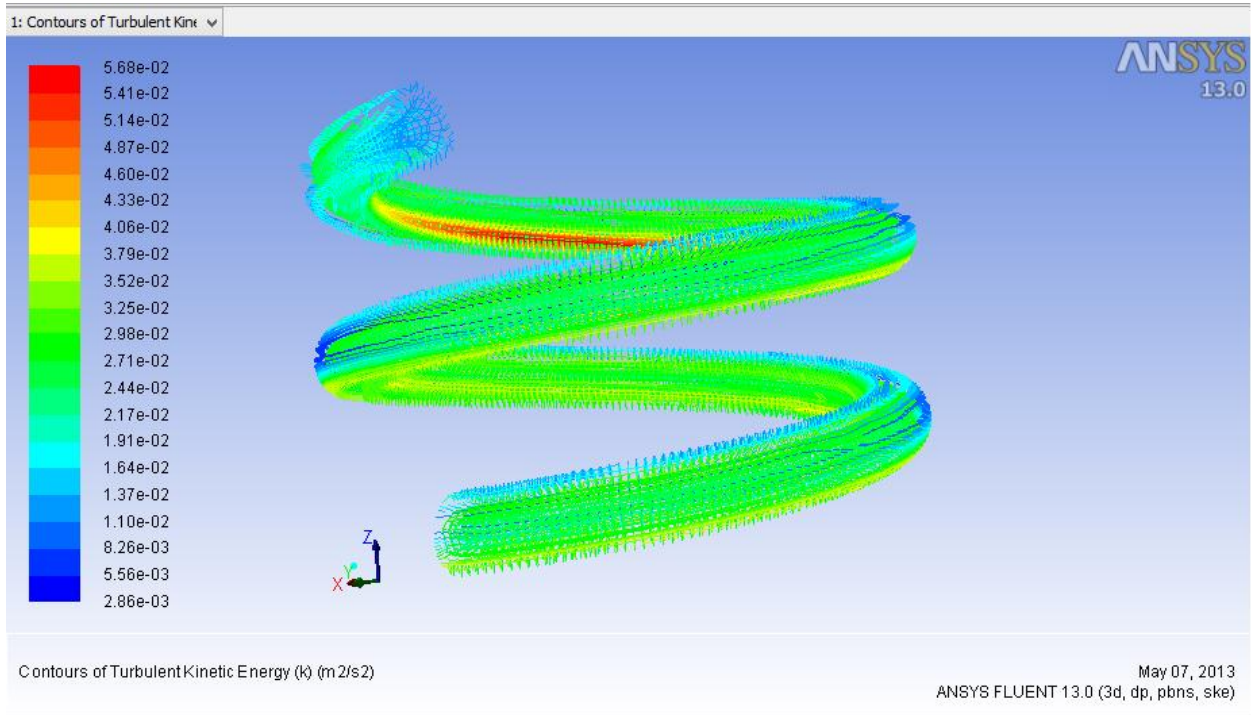 1: Contours of Turbulent Kine
ANSYS
13.0
5.68e-02
5.41e-02
5.14e-02
4.87e-02
4.60e-02
4.33e-02
4.06e-02
3.79e-02
3.52e-02
3.25e-02
2.98e-02
2.71e-02
2.44e-02
2.17e-02
1.91e-02
1.64e-02
1.37e-02
1.10e-02
8.26e-03
5.56e-03
2.86e-03
Z
Y
X
Contours of Turbulent Kinetic Energy (k) (m2/s2)
May 07, 2013
ANSYS FLUENT 13.0 (3d, dp, pbns, ske)